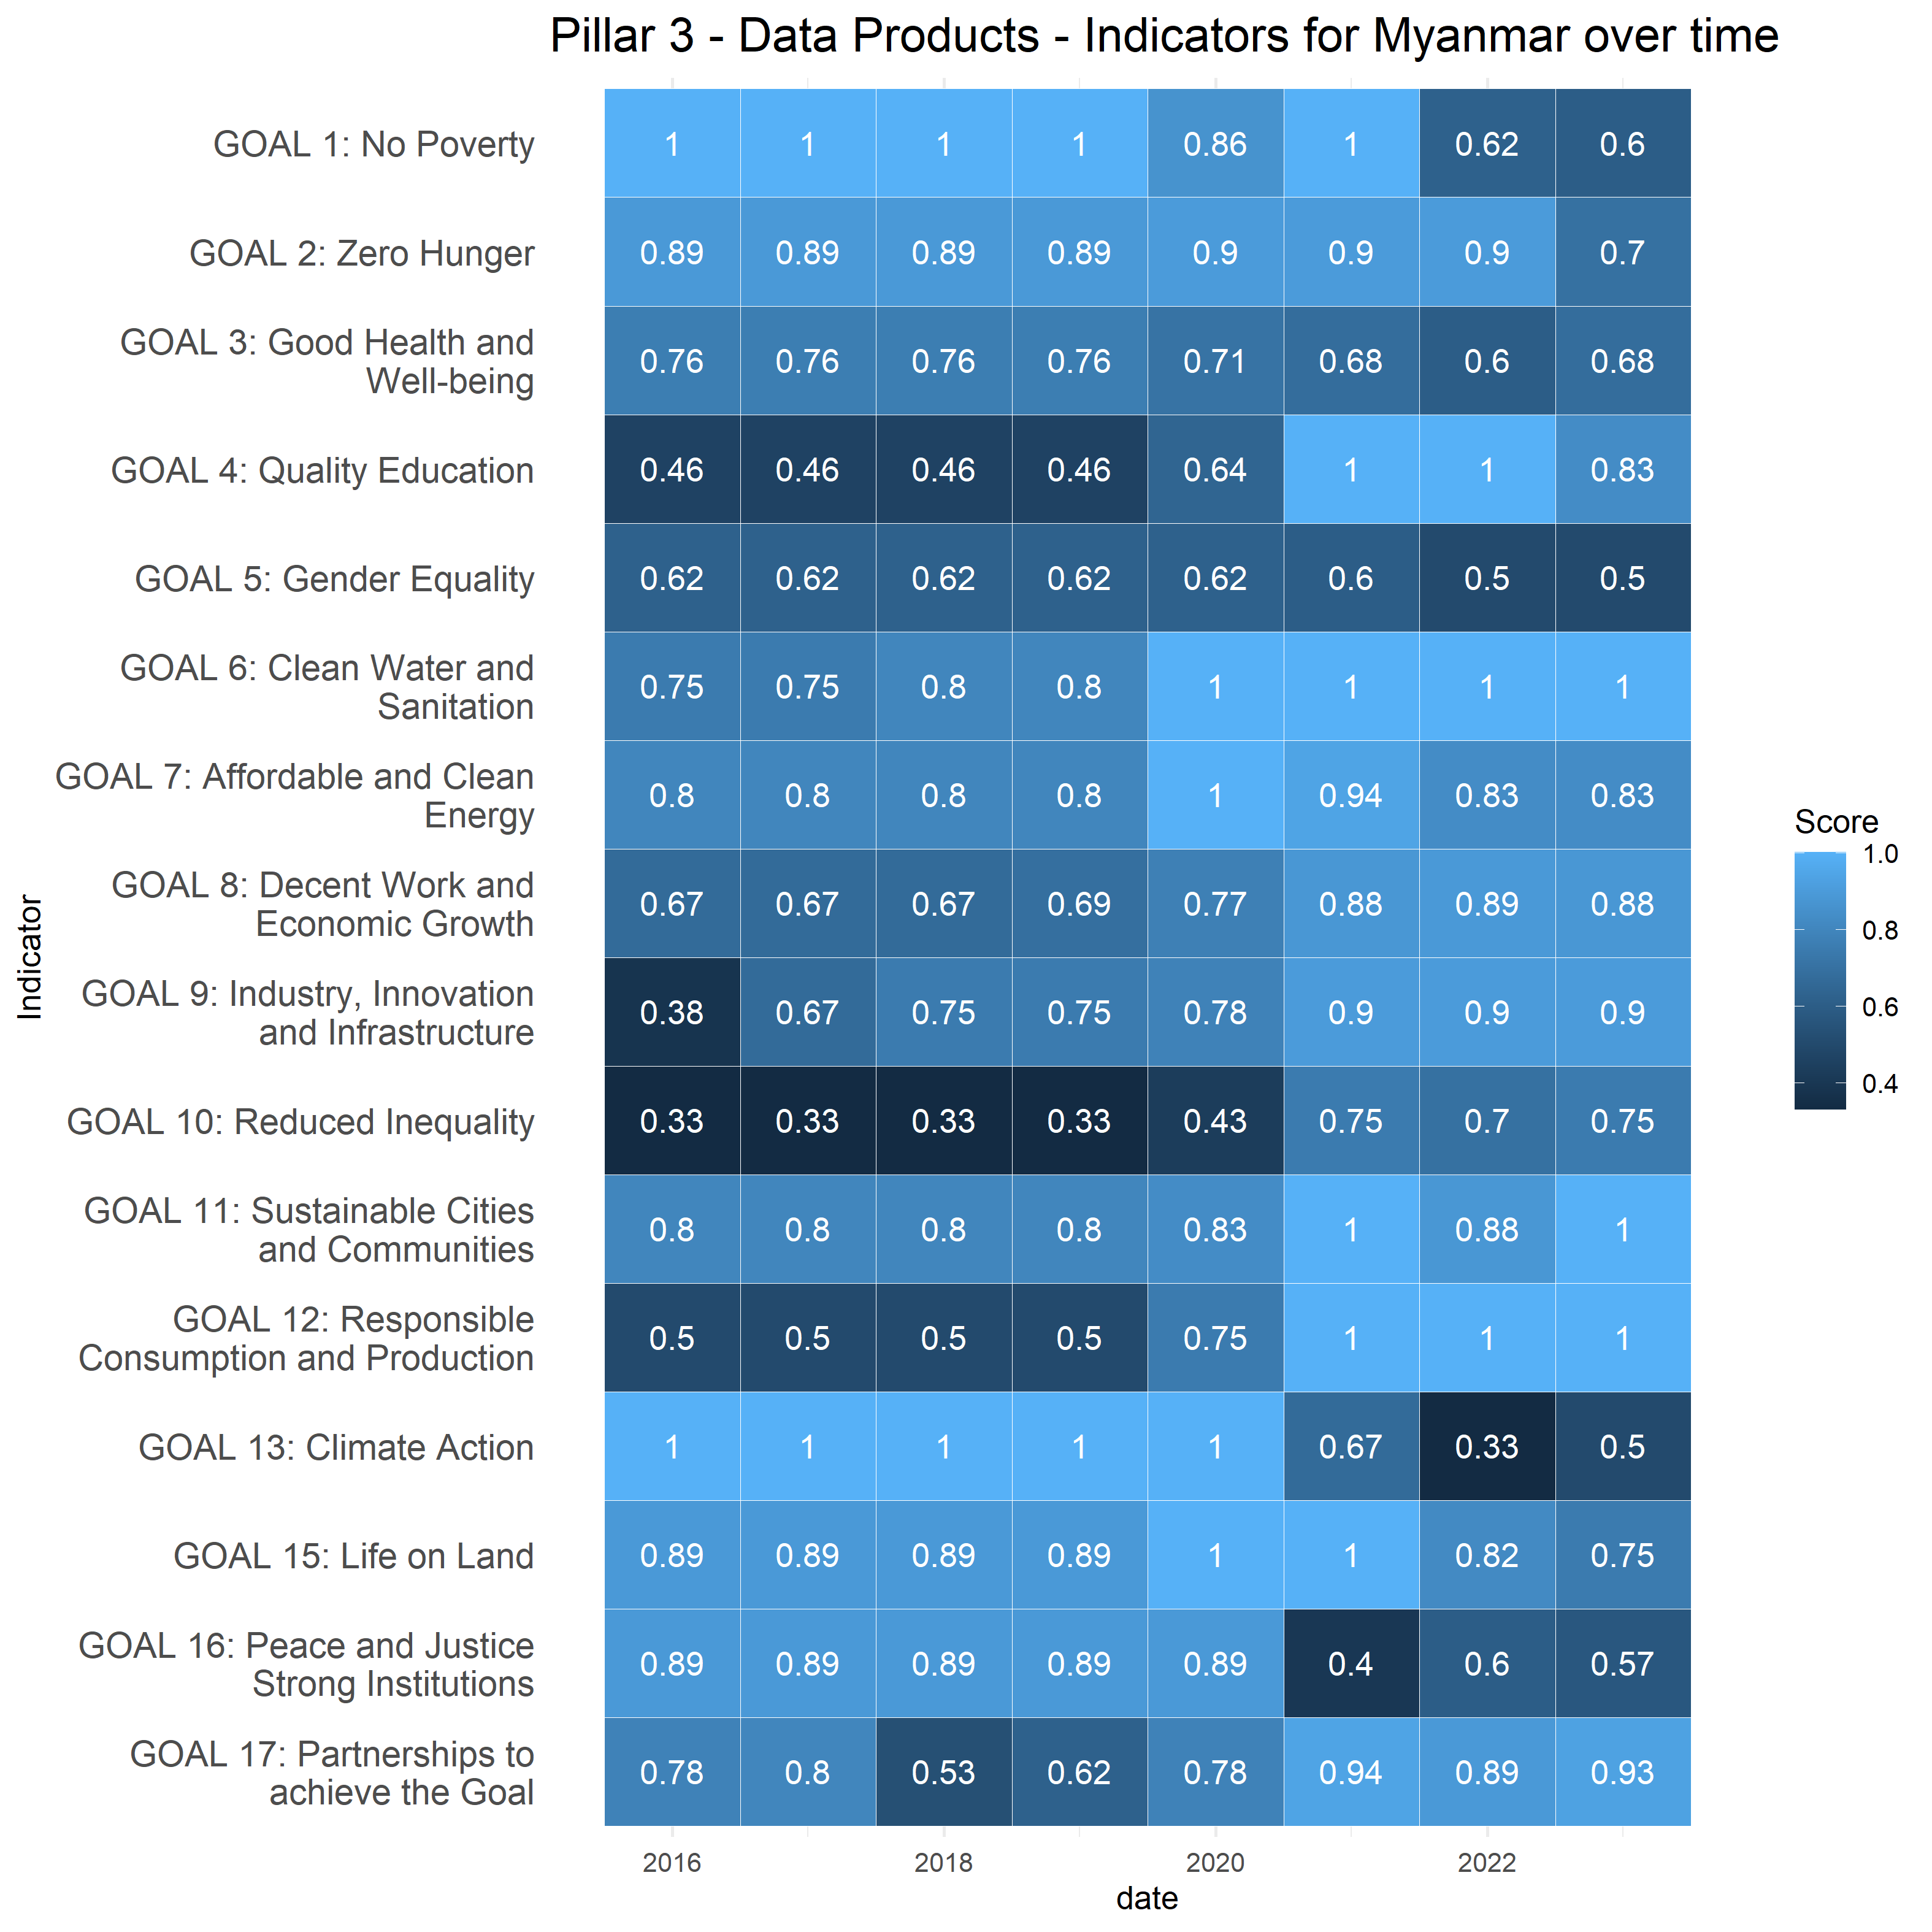 Pillar 3 - Data Products - Indicators for Myanmar over time
GOAL 1: No Poverty
1 1 1 1 0.86 1 0.62 0.6
GOAL 2: Zero Hunger
0.89 0.89 0.89 0.89 0.9 0.9 0.9 0.7
GOAL 3: Good Health and
Well-being
0.76 0.76 0.76 0.76 0.71 0.68 0.6 0.68
GOAL 4: Quality Education
0.46 0.46 0.46 0.46 0.64 1 1 0.83
GOAL 5: Gender Equality
0.62 0.62 0.62 0.62 0.62 0.6 0.5 0.5
GOAL 6: Clean Water and
Sanitation
0.75 0.75 0.8 0.8 1 1 1 1
GOAL 7: Affordable and Clean
Energy
0.8 0.8 0.8 0.8 1 0.94 0.83 0.83
GOAL 8: Decent Work and
Economic Growth
0.67 0.67 0.67 0.69 0.77 0.88 0.89 0.88
GOAL 9: Industry, Innovation
and Infrastructure
0.38 0.67 0.75 0.75 0.78 0.9 0.9 0.9
GOAL 10: Reduced Inequality
0.33 0.33 0.33 0.33 0.43 0.75 0.7 0.75
GOAL 11: Sustainable Cities
and Communities
0.8 0.8 0.8 0.8 0.83 1 0.88 1
GOAL 12: Responsible
Consumption and Production
0.5 0.5 0.5 0.5 0.75 1 1 1
GOAL 13: Climate Action
1 1 1 1 1 0.67 0.33 0.5
GOAL 15: Life on Land
0.89 0.89 0.89 0.89 1 1 0.82 0.75
GOAL 16: Peace and Justice
Strong Institutions
0.89 0.89 0.89 0.89 0.89 0.4 0.6 0.57
GOAL 17: Partnerships to
achieve the Goal
0.78 0.8 0.53 0.62 0.78 0.94 0.89 0.93
2016 2018 2020 2022
date
Indicator
Score
1.0
0.8
0.6
0.4